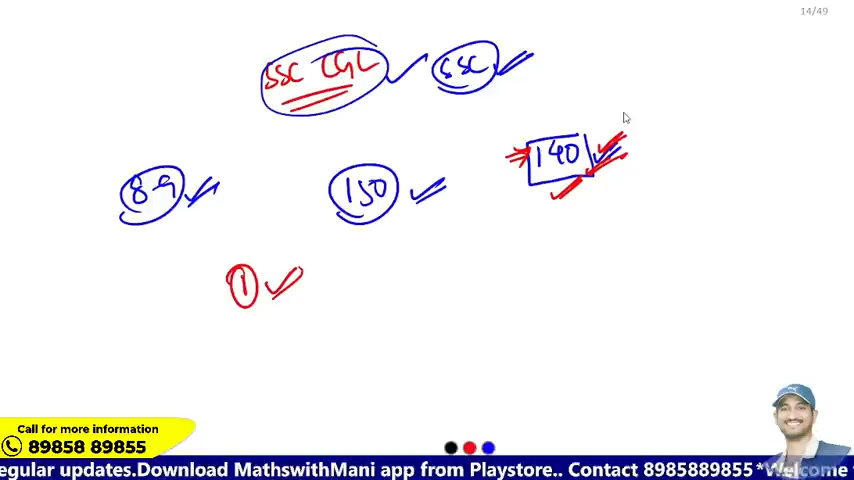 14/49
SSC CGL SSC
89 150 140
1
Call for more information
89858 89855
egular updates.Download MathswithMani app from Playstore.. Contact 8985889855*Welcome